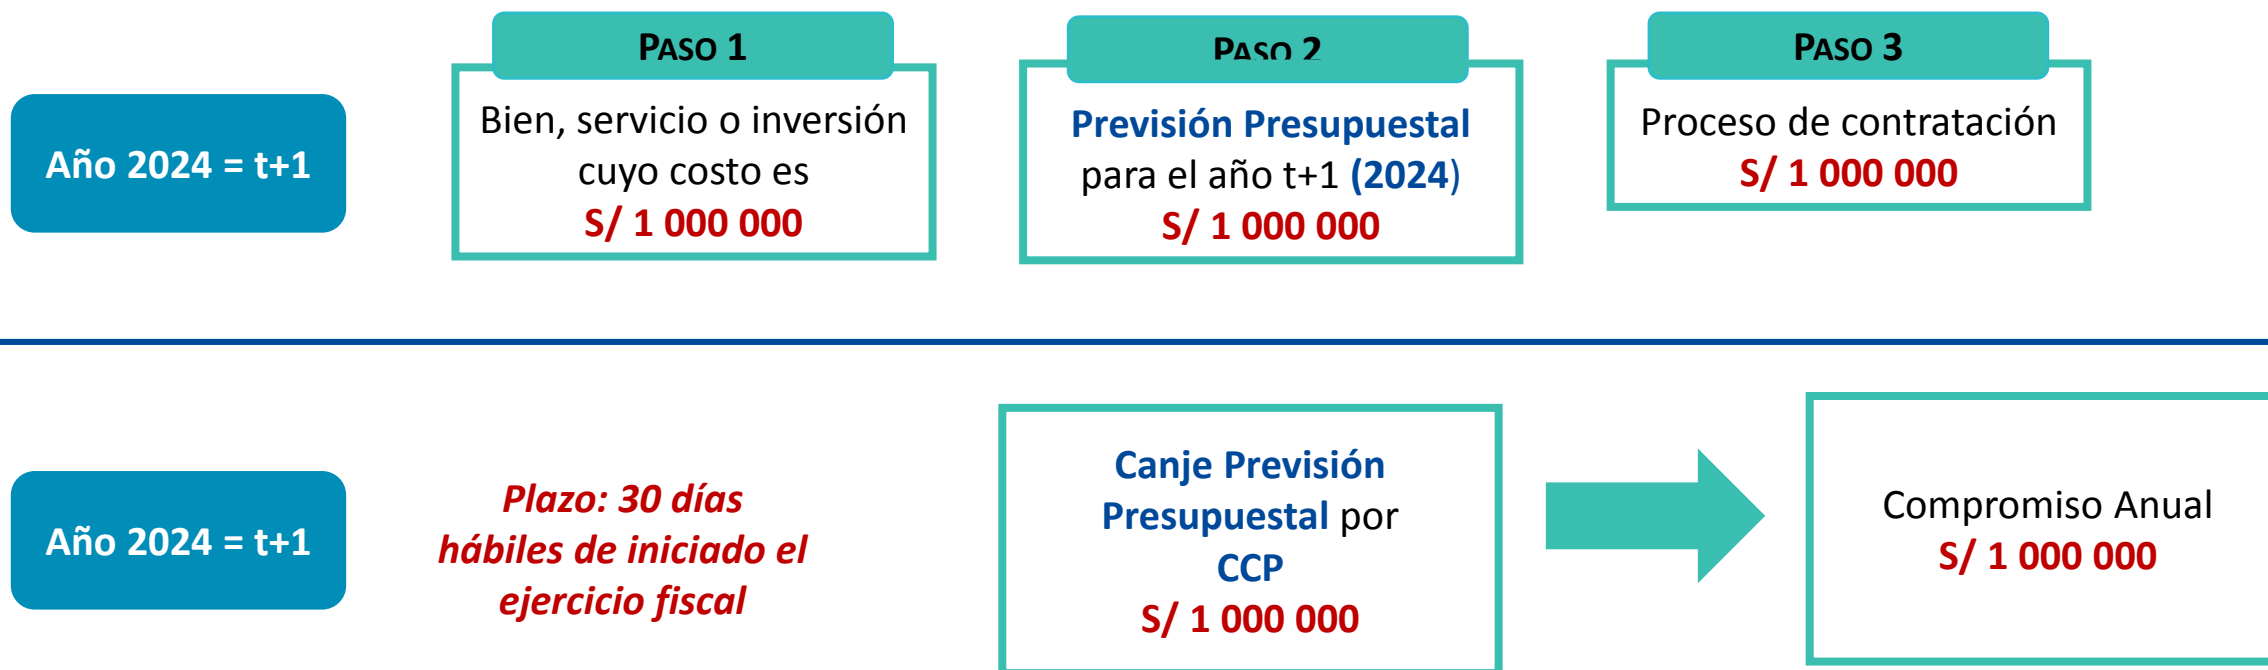 PASO 1
PASO 2
PASO 3
Año 2024 = t+1
Bien, servicio o inversión
cuyo costo es
S/ 1 000 000
Previsión Presupuestal
para el año t+1 (2024)
S/ 1 000 000
Proceso de contratación
S/ 1 000 000
Año 2024 = t+1
Plazo: 30 días
hábiles de iniciado el
ejercicio fiscal
Canje Previsión
Presupuestal por
CCP
S/ 1 000 000
Compromiso Anual
S/ 1 000 000